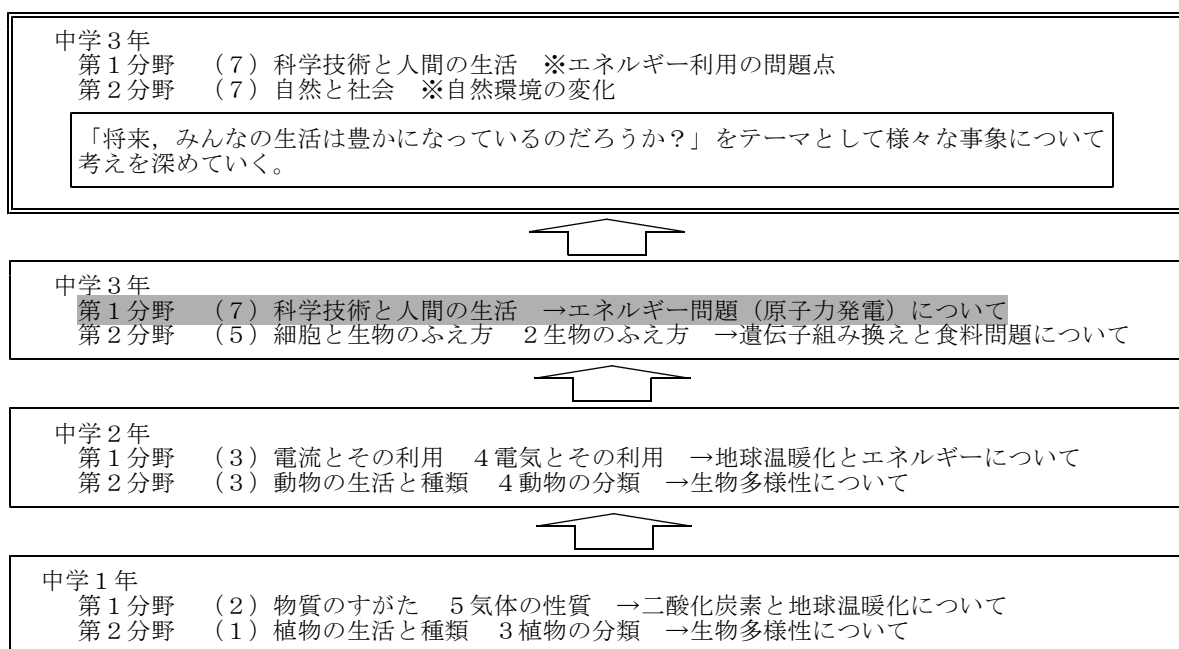 中学３年
第１分野　（７）科学技術と人間の生活　※エネルギー利用の問題点
第２分野　（７）自然と社会　※自然環境の変化
「将来，みんなの生活は豊かになっているのだろうか？」をテーマとして様々な事象について
考えを深めていく。
中学３年
第１分野　（７）科学技術と人間の生活　→エネルギー問題（原子力発電）について
第２分野　（５）細胞と生物のふえ方　２生物のふえ方　→遺伝子組み換えと食料問題について
中学２年
第１分野　（３）電流とその利用　４電気とその利用　→地球温暖化とエネルギーについて
第２分野　（３）動物の生活と種類　４動物の分類　→生物多様性について
中学１年
第１分野　（２）物質のすがた　５気体の性質　→二酸化炭素と地球温暖化について
第２分野　（１）植物の生活と種類　３植物の分類　→生物多様性について